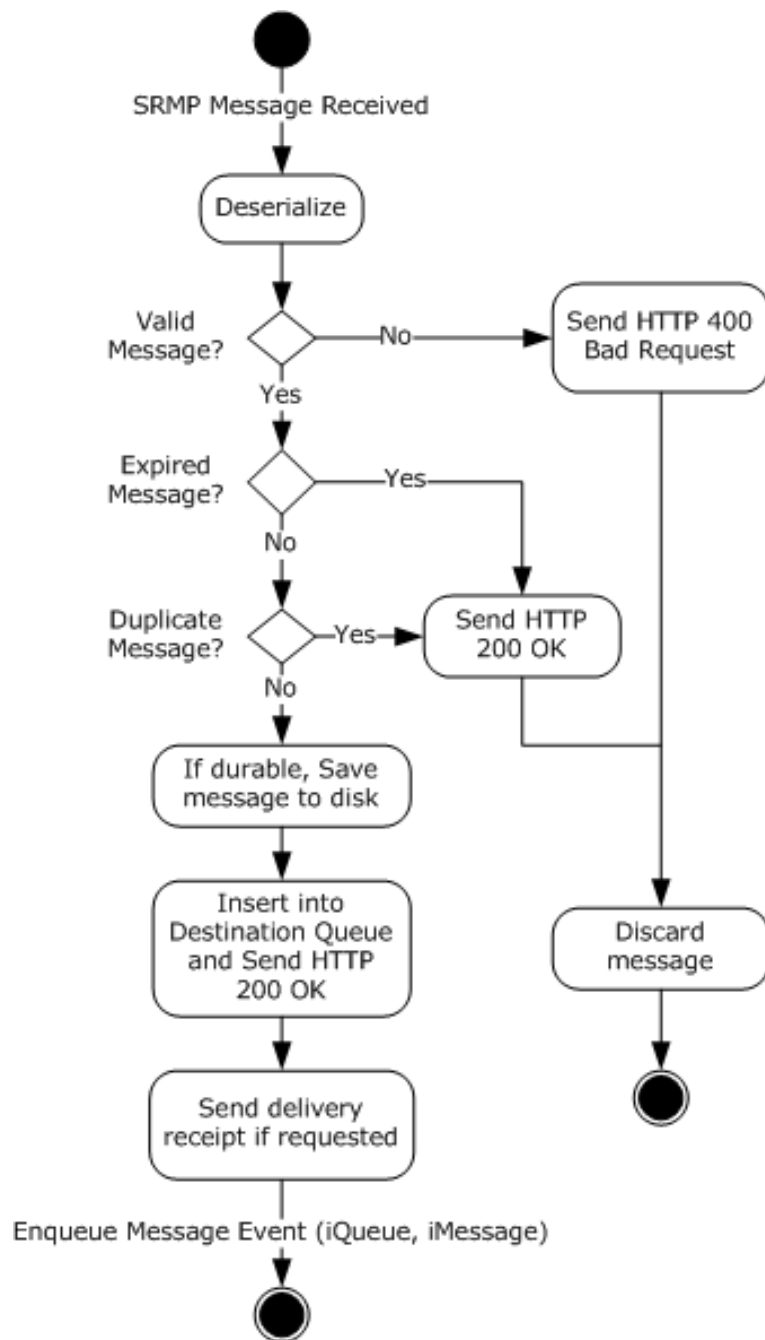 SRMP Message Received
Deserialize
Valid
Message?
No
Send HTTP 400
Bad Request
Yes
Expired
Message?
Yes
No
Duplicate
Message?
Yes
Send HTTP
200 OK
No
If durable, Save
message to disk
Insert into
Destination Queue
and Send HTTP
200 OK
Discard
message
Send delivery
receipt if requested
Enqueue Message Event (iQueue, iMessage)